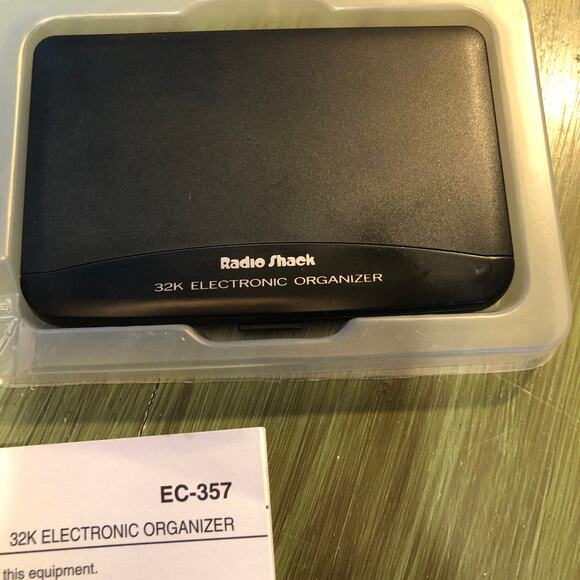 Radio Shack
32K ELECTRONIC ORGANIZER
EC-357
32K ELECTRONIC ORGANIZER
this equipment.